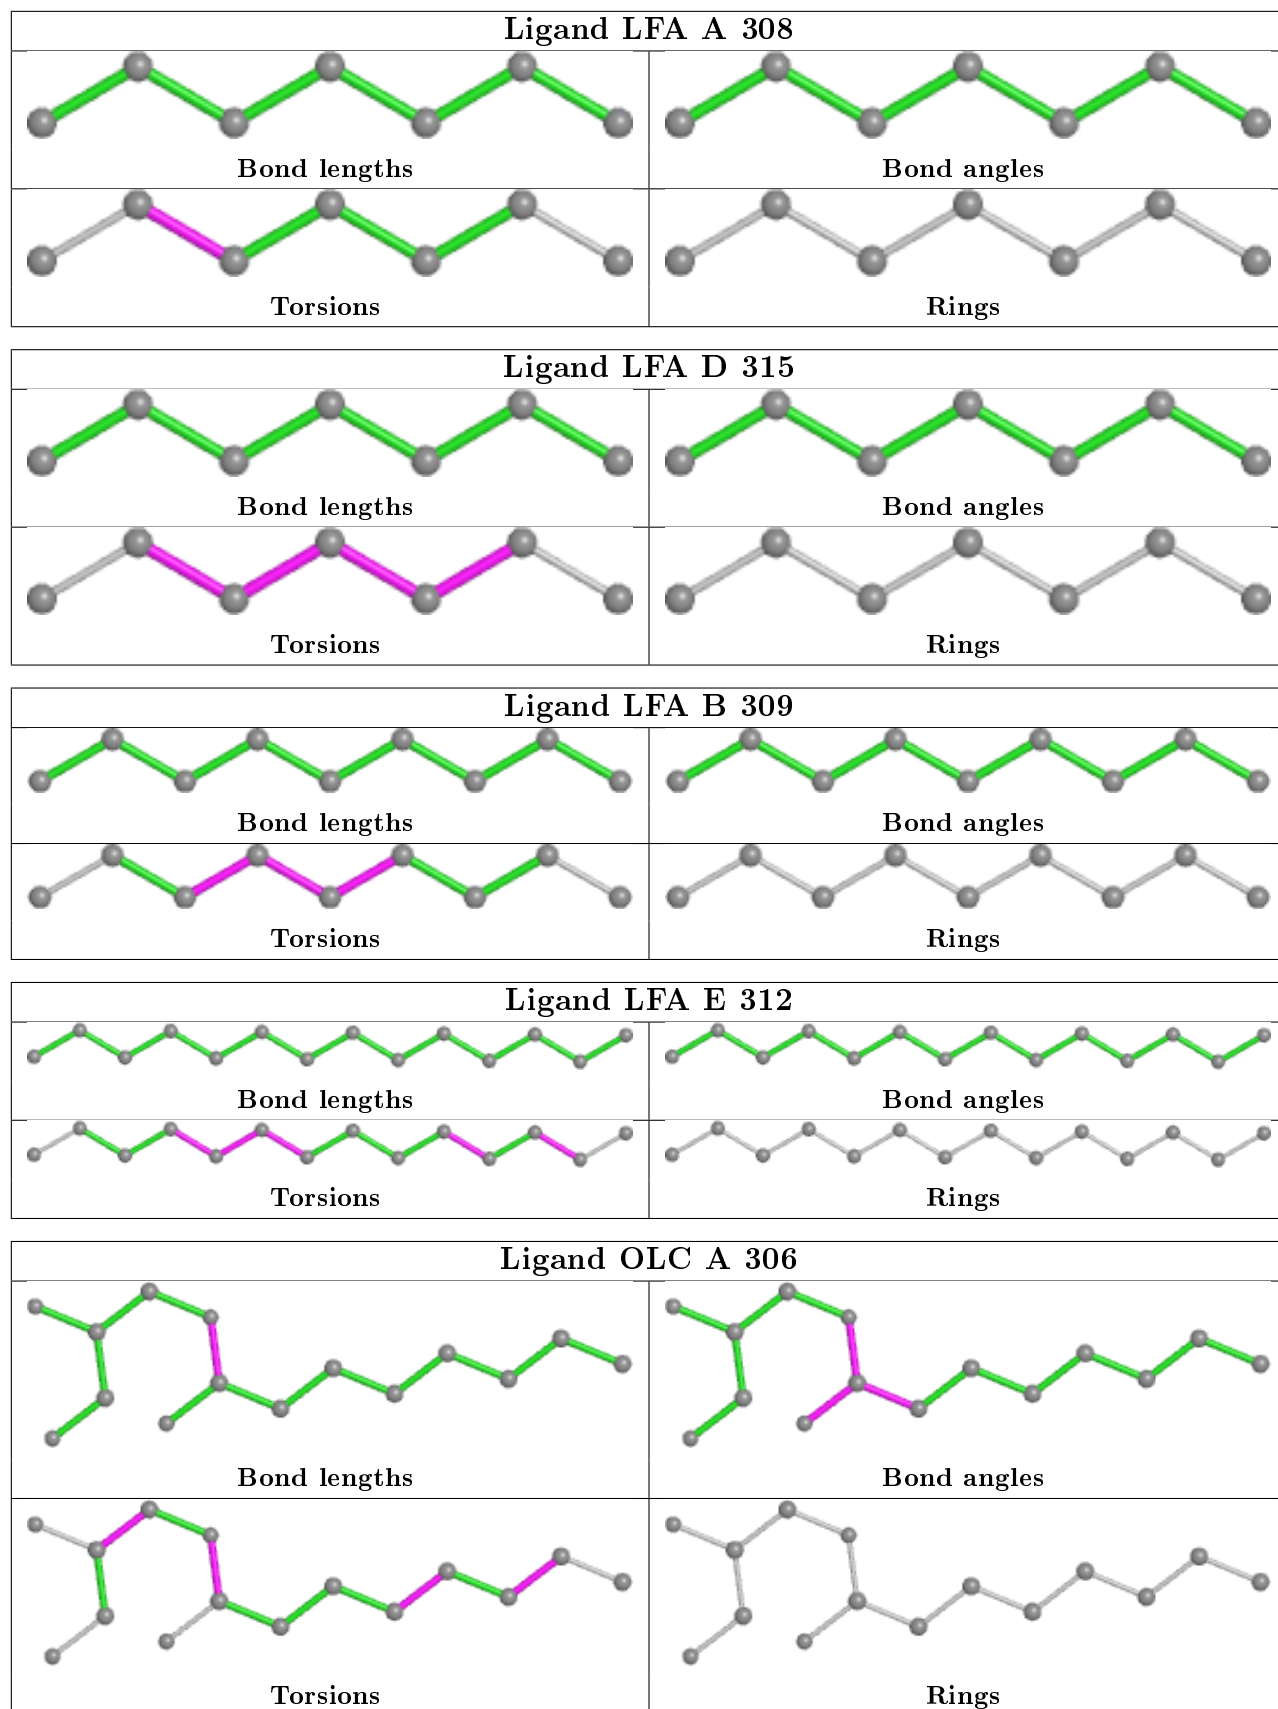 Ligand LFA A 308
Bond lengths
Bond angles
Torsions
Rings
Ligand LFA D 315
Bond lengths
Bond angles
Torsions
Rings
Ligand LFA B 309
Bond lengths
Bond angles
Torsions
Rings
Ligand LFA E 312
Bond lengths
Bond angles
Torsions
Rings
Ligand OLC A 306
Bond lengths
Bond angles
Torsions
Rings